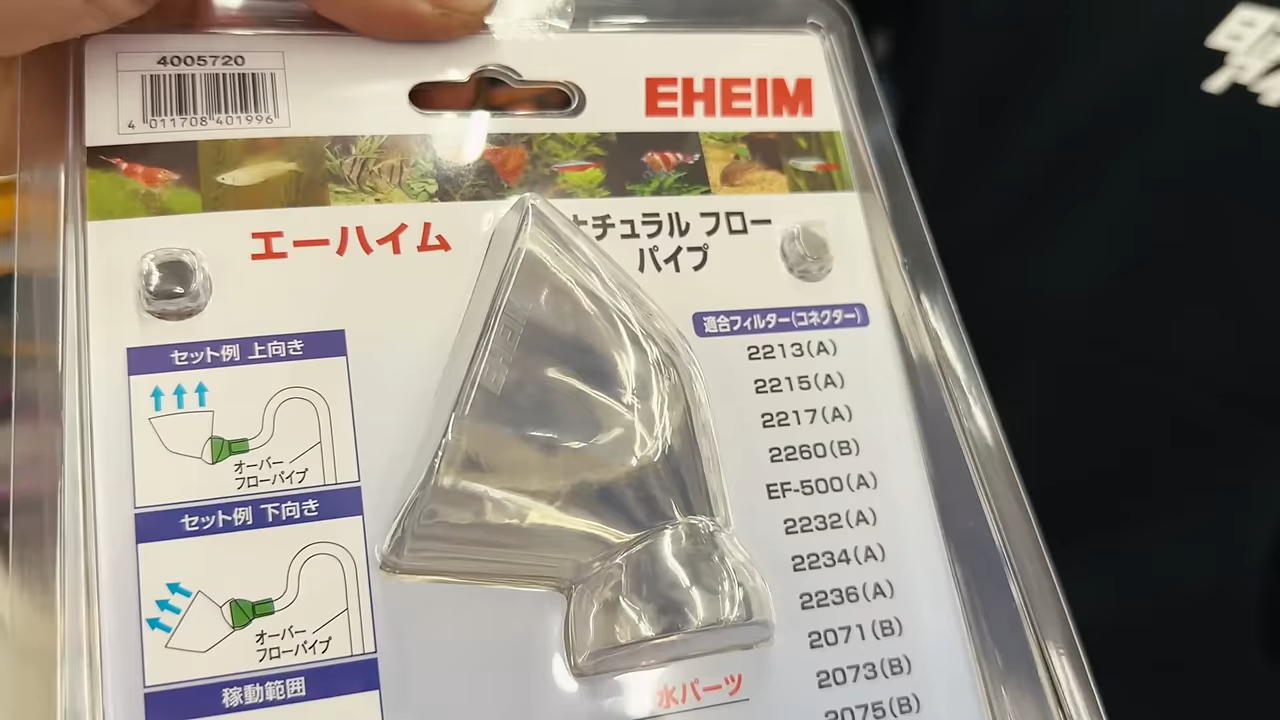 4005720
4 011708 401996
EHEIM
エーハイム
ナチュラル フロー
パイプ
適合フィルター(コネクター)
2213(A)
2215(A)
2217(A)
2260(B)
EF-500(A)
2232(A)
2234(A)
2236(A)
2071(B)
2073(B)
2075(B)
セット例 上向き
オーバー
フローパイプ
セット例 下向き
オーバー
フローパイプ
稼動範囲
水パーツ